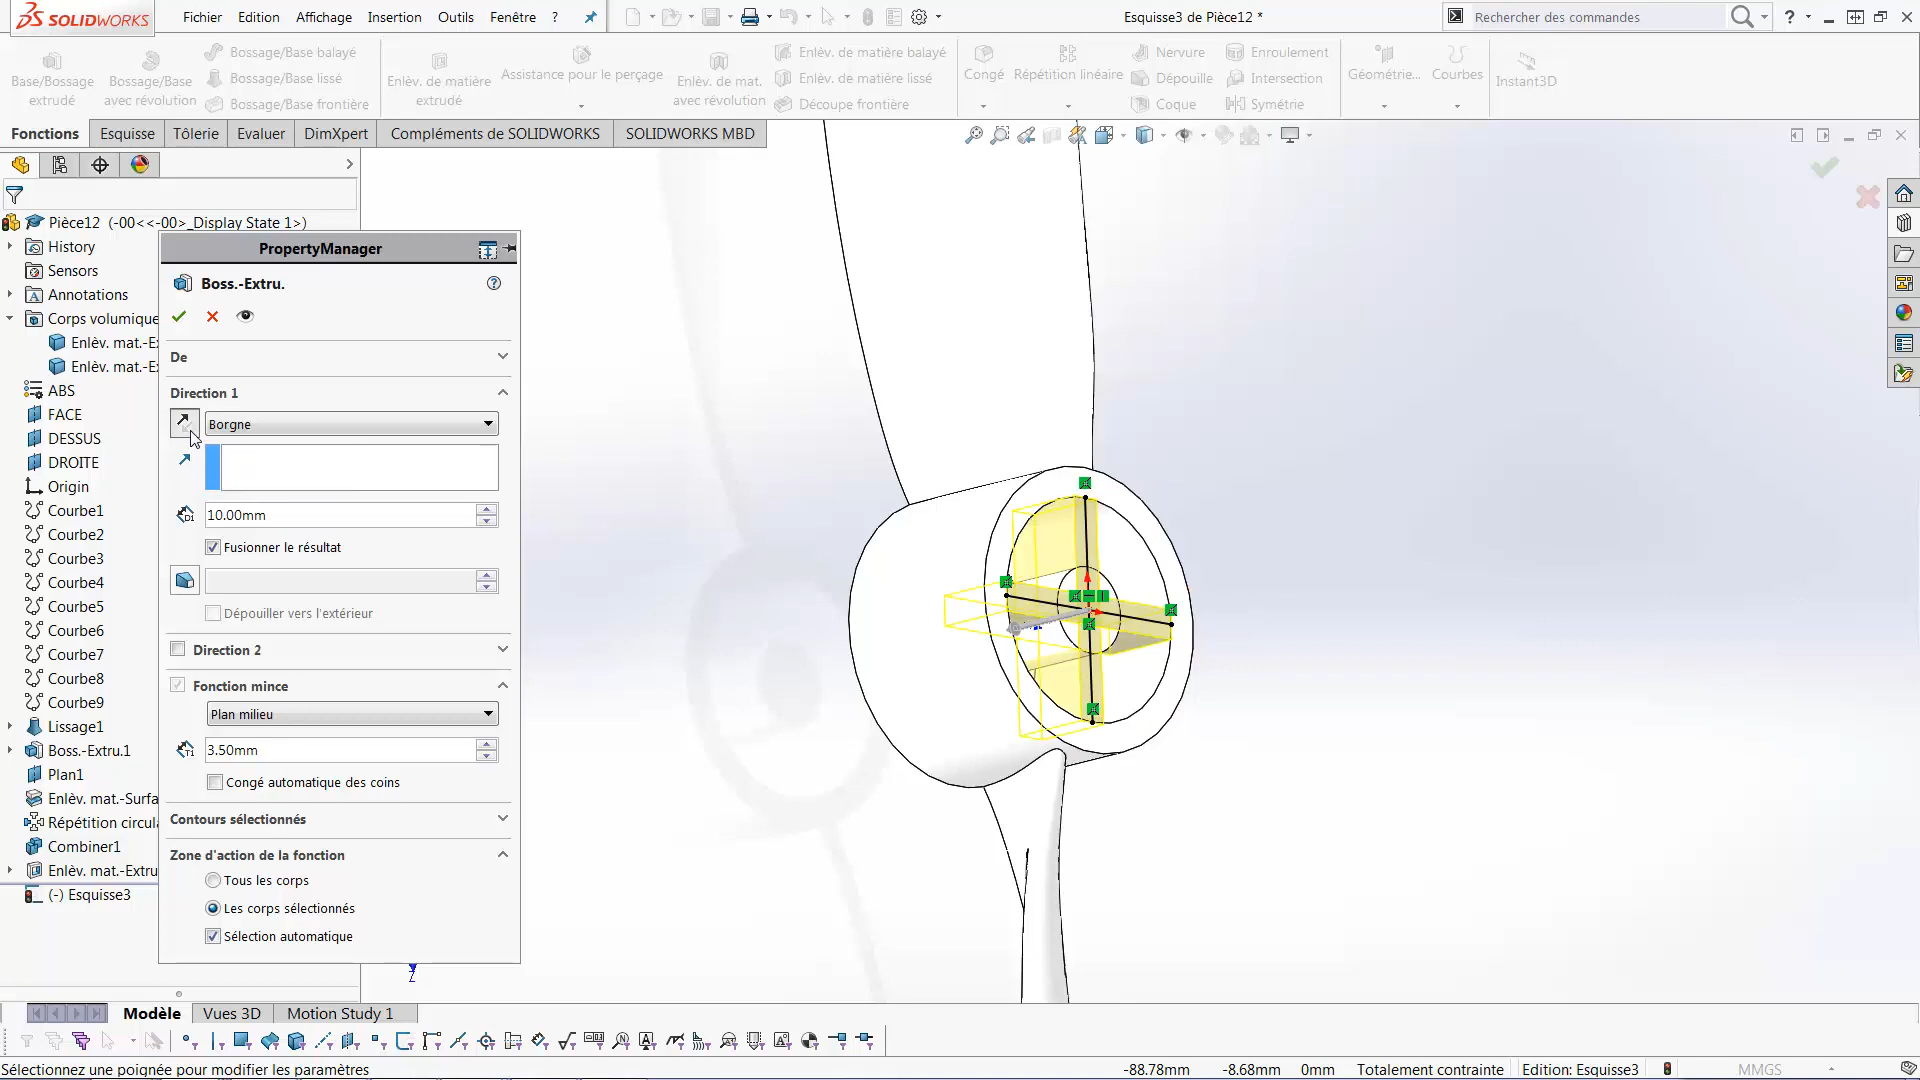 SOLIDWORKS
Fichier Edition Affichage Insertion Outils Fenêtre ?
Esquisse3 de Pièce12 *
Rechercher des commandes
?
Base/Bossage extrudé
Bossage/Base avec révolution
Bossage/Base balayé
Bossage/Base lissé
Bossage/Base frontière
Enlèv. de matière extrudé
Assistance pour le perçage
Enlèv. de mat. avec révolution
Enlèv. de matière balayé
Enlèv. de matière lissé
Découpe frontière
Congé
Répétition linéaire
Nervure
Dépouille
Coque
Enroulement
Intersection
Symétrie
Géométrie...
Courbes
Instant3D
Fonctions Esquisse Tôlerie Evaluer DimXpert Compléments de SOLIDWORKS SOLIDWORKS MBD
Pièce12 (-00<<-00>_Display State 1>)
History
Sensors
Annotations
Corps volumique
Enlèv. mat.-Ex
Enlèv. mat.-Ex
ABS
FACE
DESSUS
DROITE
Origin
Courbe1
Courbe2
Courbe3
Courbe4
Courbe5
Courbe6
Courbe7
Courbe8
Courbe9
Lissage1
Boss.-Extru.1
Plan1
Enlèv. mat.-Surfa
Répétition circula
Combiner1
Enlèv. mat.-Extru
(-) Esquisse3
PropertyManager
Boss.-Extru.
?
De
Direction 1
Borgne
10.00mm
Fusionner le résultat
Dépouiller vers l'extérieur
Direction 2
Fonction mince
Plan milieu
3.50mm
Congé automatique des coins
Contours sélectionnés
Zone d'action de la fonction
Tous les corps
Les corps sélectionnés
Sélection automatique
Z
Modèle Vues 3D Motion Study 1
Sélectionnez une poignée pour modifier les paramètres
-88.78mm -8.68mm 0mm Totalement contrainte Edition: Esquisse3 MMGS